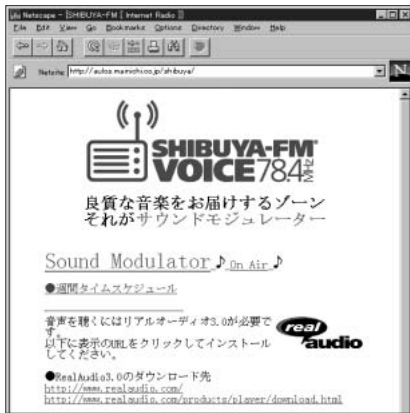 Netscape - [SHIBUYA-FM [ Internet Radio ]]
File Edit View Go Bookmarks Options Directory Window Help
Netsite: http://aulos.mainichi.co.jp/shibuya/
N
SHIBUYA-FM
VOICE 78.4 MHz
良質な音楽をお届けするゾーン
それがサウンドモジュレーター
Sound Modulator ♪ On Air ♪
●週間タイムスケジュール
音声を聴くにはリアルオーディオ3.0が必要で
す。
以下に表示のURLをクリックしてインストール
してください。
real
audio
●RealAudio3.0のダウンロード先
http://www.realaudio.com/
http://www.realaudio.com/products/player/download.html